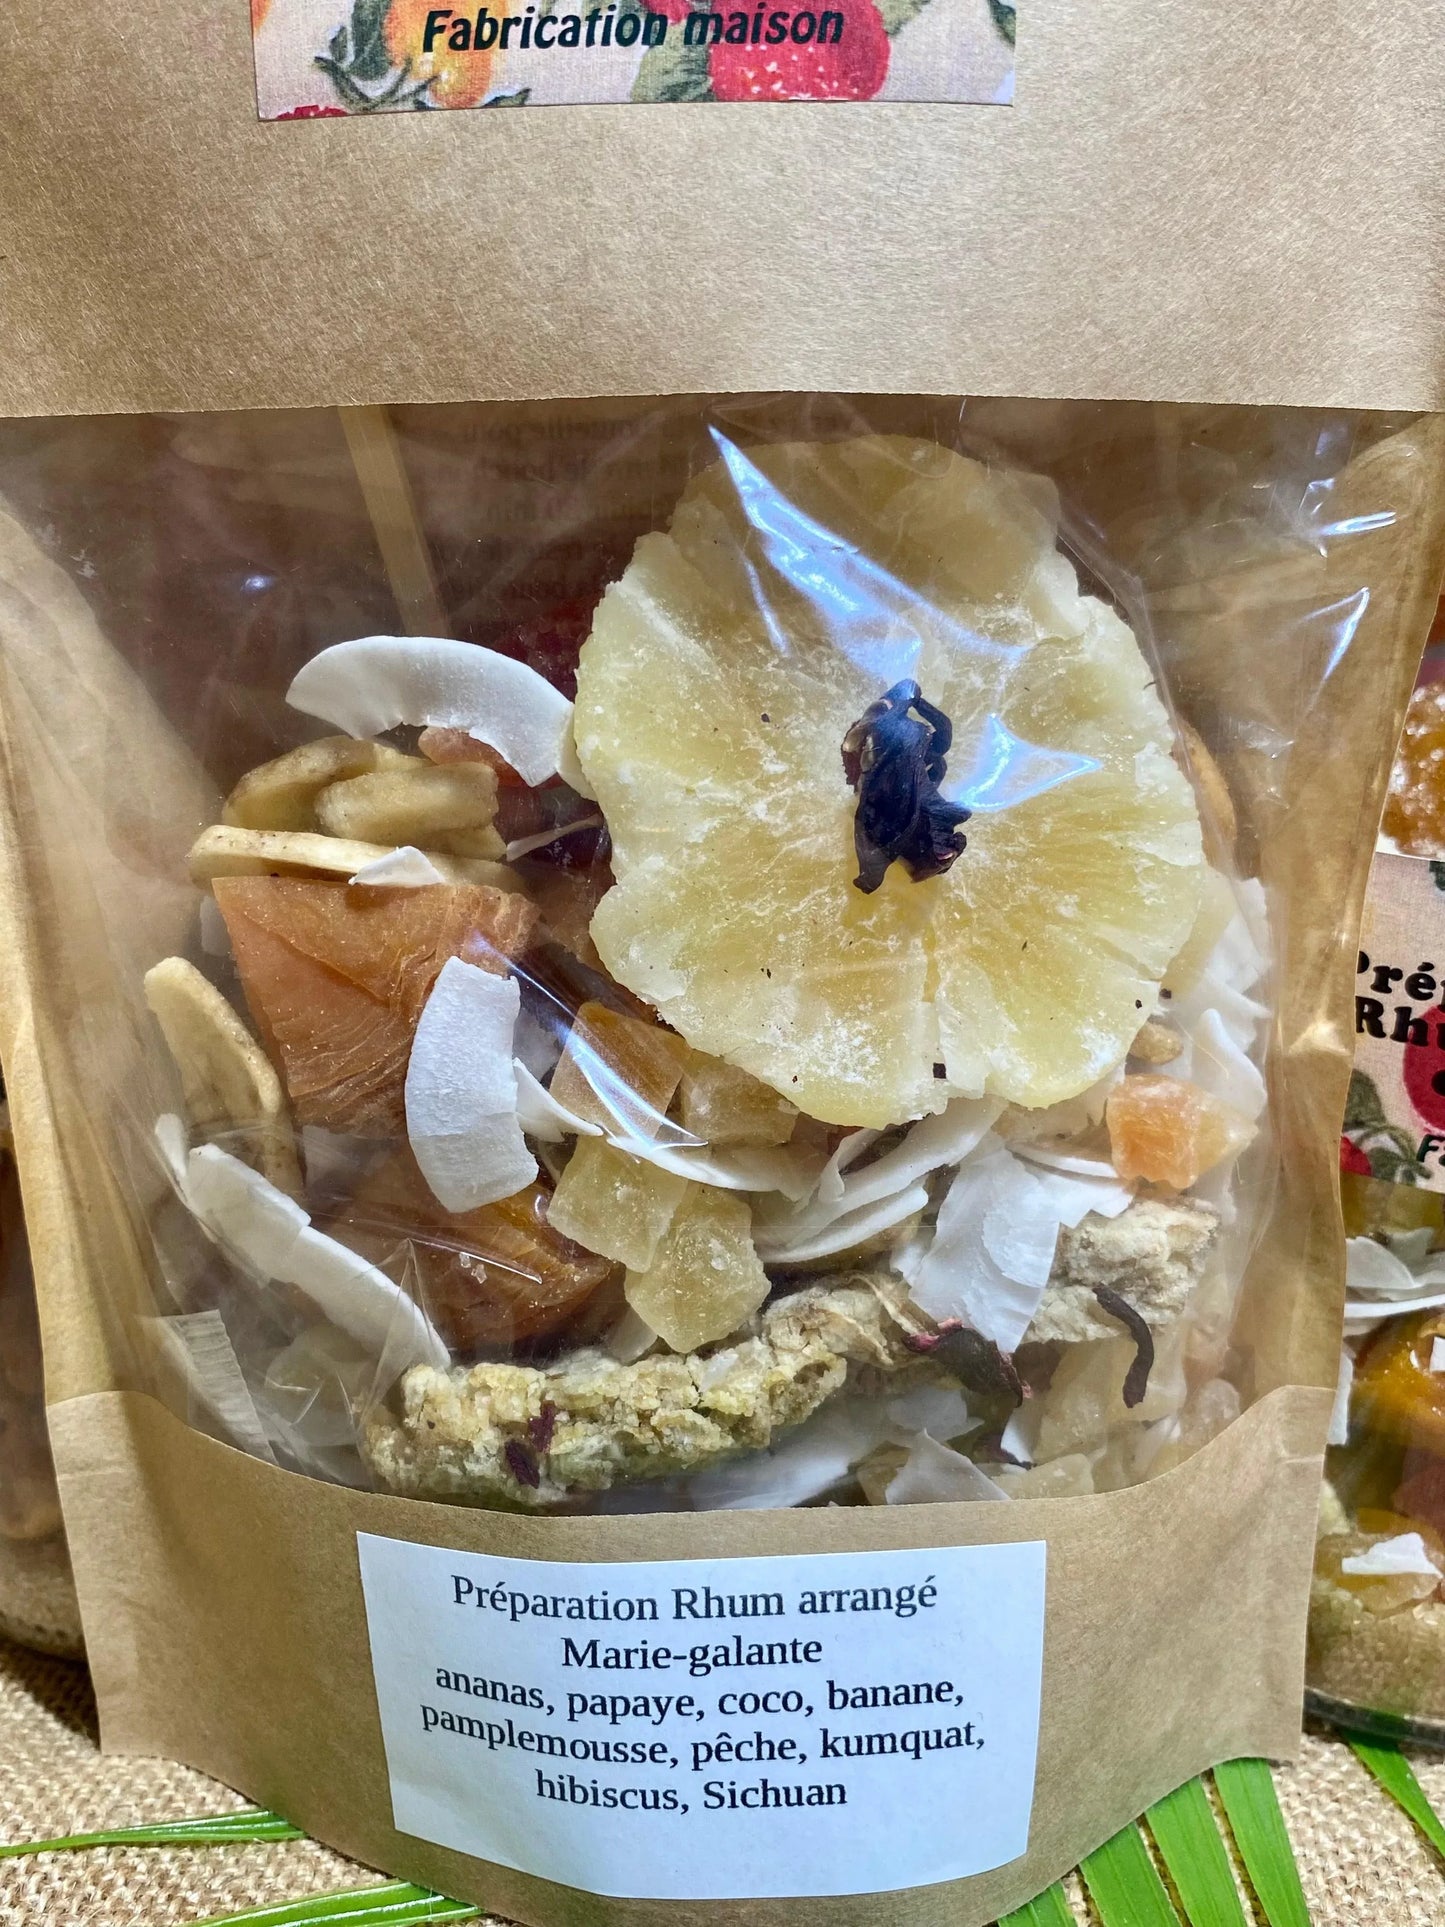 Fabrication maison
Préparation Rhum arrangé
Marie-galante
ananas, papaye, coco, banane,
pamplemousse, pêche, kumquat,
hibiscus, Sichuan